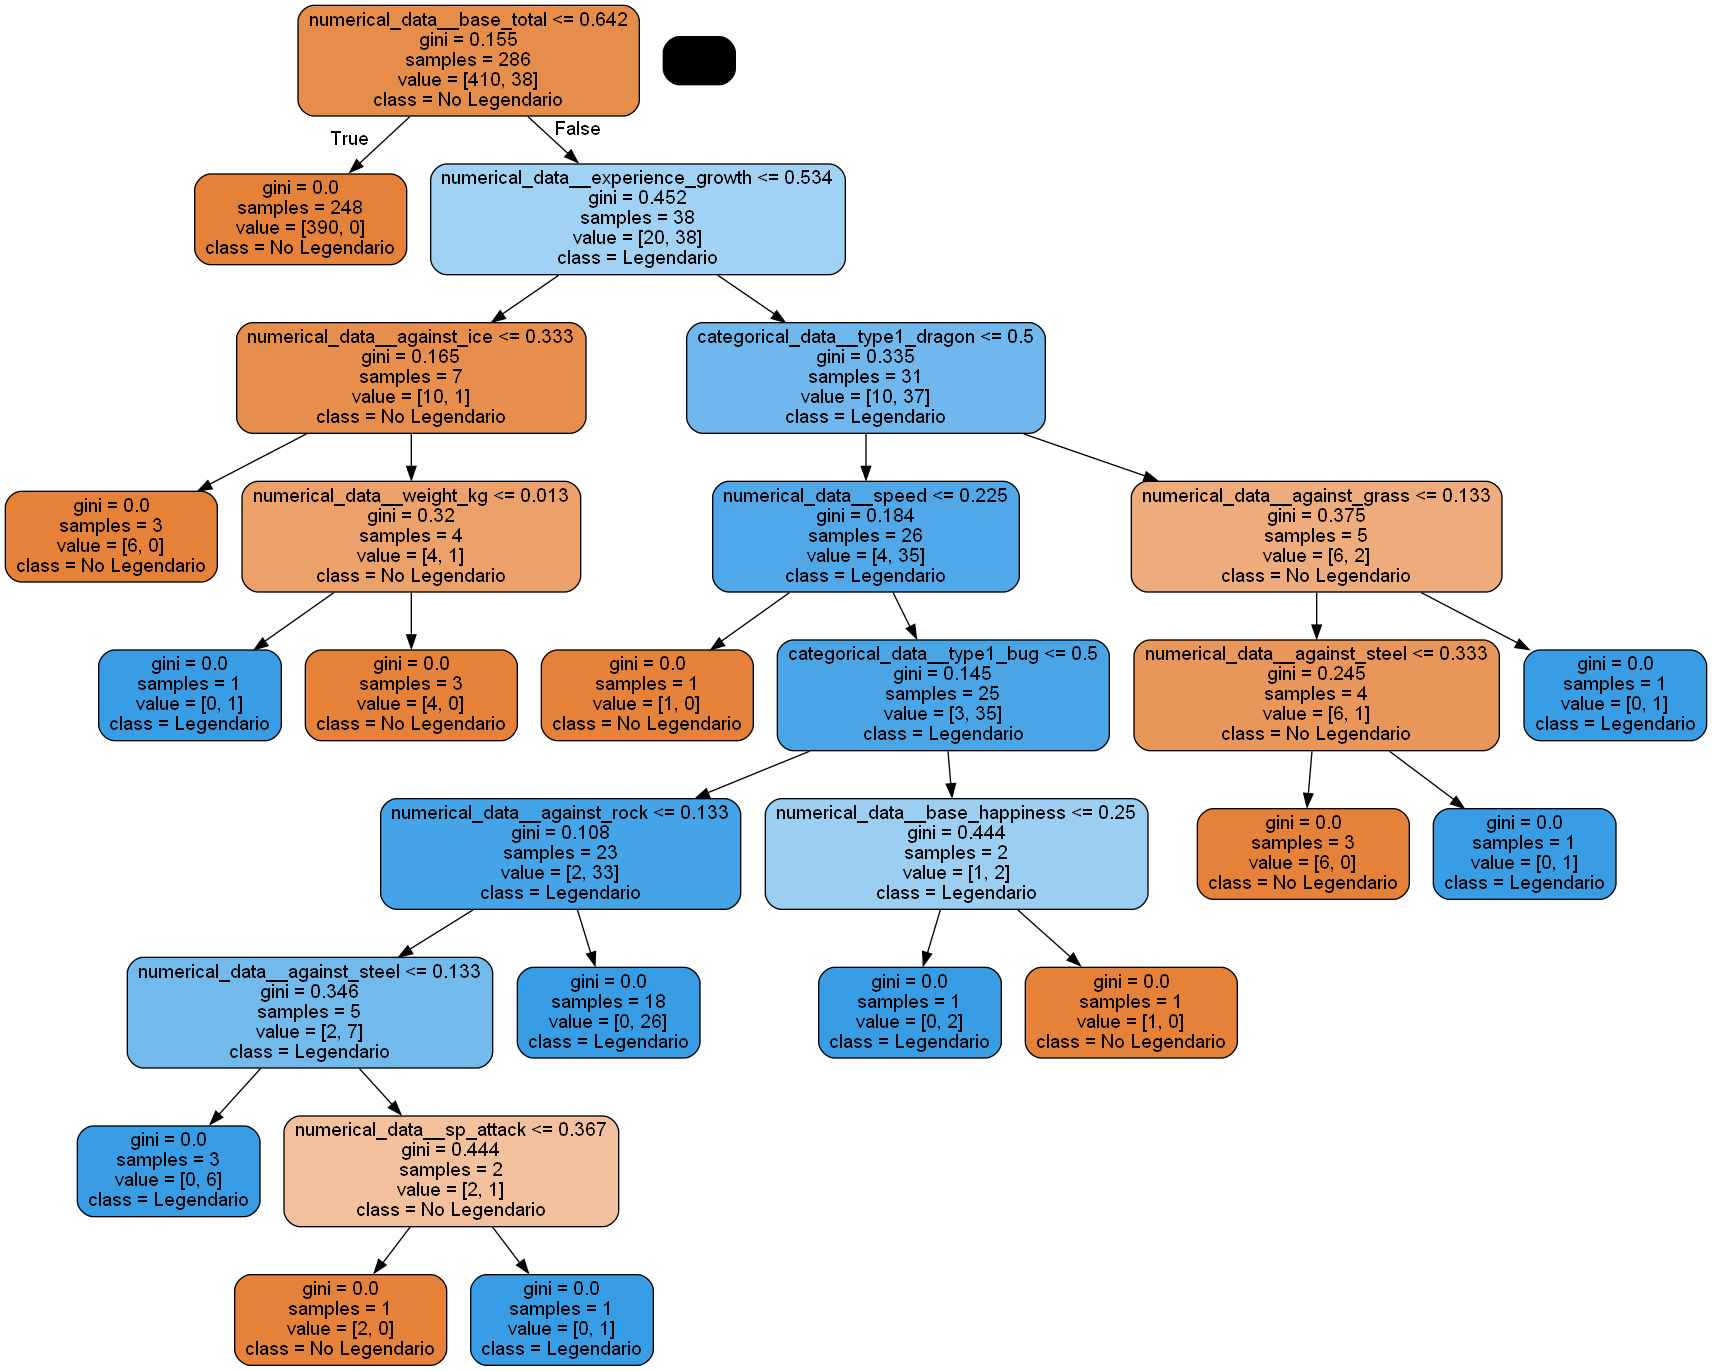 numerical_data__base_total <= 0.642
gini = 0.155
samples = 286
value = [410, 38]
class = No Legendario
True
False
gini = 0.0
samples = 248
value = [390, 0]
class = No Legendario
numerical_data__experience_growth <= 0.534
gini = 0.452
samples = 38
value = [20, 38]
class = Legendario
numerical_data__against_ice <= 0.333
gini = 0.165
samples = 7
value = [10, 1]
class = No Legendario
categorical_data__type1_dragon <= 0.5
gini = 0.335
samples = 31
value = [10, 37]
class = Legendario
gini = 0.0
samples = 3
value = [6, 0]
class = No Legendario
numerical_data__weight_kg <= 0.013
gini = 0.32
samples = 4
value = [4, 1]
class = No Legendario
numerical_data__speed <= 0.225
gini = 0.184
samples = 26
value = [4, 35]
class = Legendario
numerical_data__against_grass <= 0.133
gini = 0.375
samples = 5
value = [6, 2]
class = No Legendario
gini = 0.0
samples = 1
value = [0, 1]
class = Legendario
gini = 0.0
samples = 3
value = [4, 0]
class = No Legendario
gini = 0.0
samples = 1
value = [1, 0]
class = No Legendario
categorical_data__type1_bug <= 0.5
gini = 0.145
samples = 25
value = [3, 35]
class = Legendario
numerical_data__against_steel <= 0.333
gini = 0.245
samples = 4
value = [6, 1]
class = No Legendario
gini = 0.0
samples = 1
value = [0, 1]
class = Legendario
numerical_data__against_rock <= 0.133
gini = 0.108
samples = 23
value = [2, 33]
class = Legendario
numerical_data__base_happiness <= 0.25
gini = 0.444
samples = 2
value = [1, 2]
class = Legendario
gini = 0.0
samples = 3
value = [6, 0]
class = No Legendario
gini = 0.0
samples = 1
value = [0, 1]
class = Legendario
numerical_data__against_steel <= 0.133
gini = 0.346
samples = 5
value = [2, 7]
class = Legendario
gini = 0.0
samples = 18
value = [0, 26]
class = Legendario
gini = 0.0
samples = 1
value = [0, 2]
class = Legendario
gini = 0.0
samples = 1
value = [1, 0]
class = No Legendario
gini = 0.0
samples = 3
value = [0, 6]
class = Legendario
numerical_data__sp_attack <= 0.367
gini = 0.444
samples = 2
value = [2, 1]
class = No Legendario
gini = 0.0
samples = 1
value = [2, 0]
class = No Legendario
gini = 0.0
samples = 1
value = [0, 1]
class = Legendario